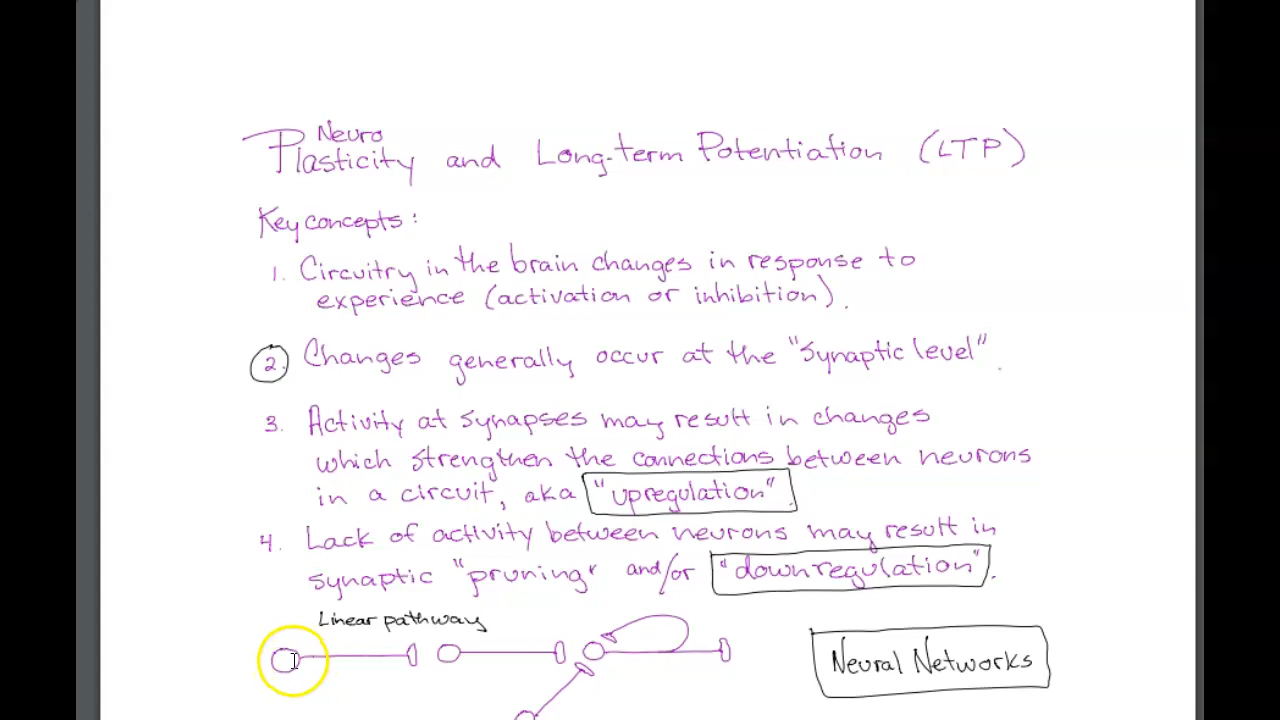 Neuro
Plasticity and Long-term Potentiation (LTP)
Key concepts:
1. Circuitry in the brain changes in response to
experience (activation or inhibition).
2. Changes generally occur at the "synaptic level".
3. Activity at synapses may result in changes
which strengthen the connections between neurons
in a circuit, aka "upregulation".
4. Lack of activity between neurons may result in
synaptic "pruning" and/or "downregulation".
Linear pathway
Neural Networks